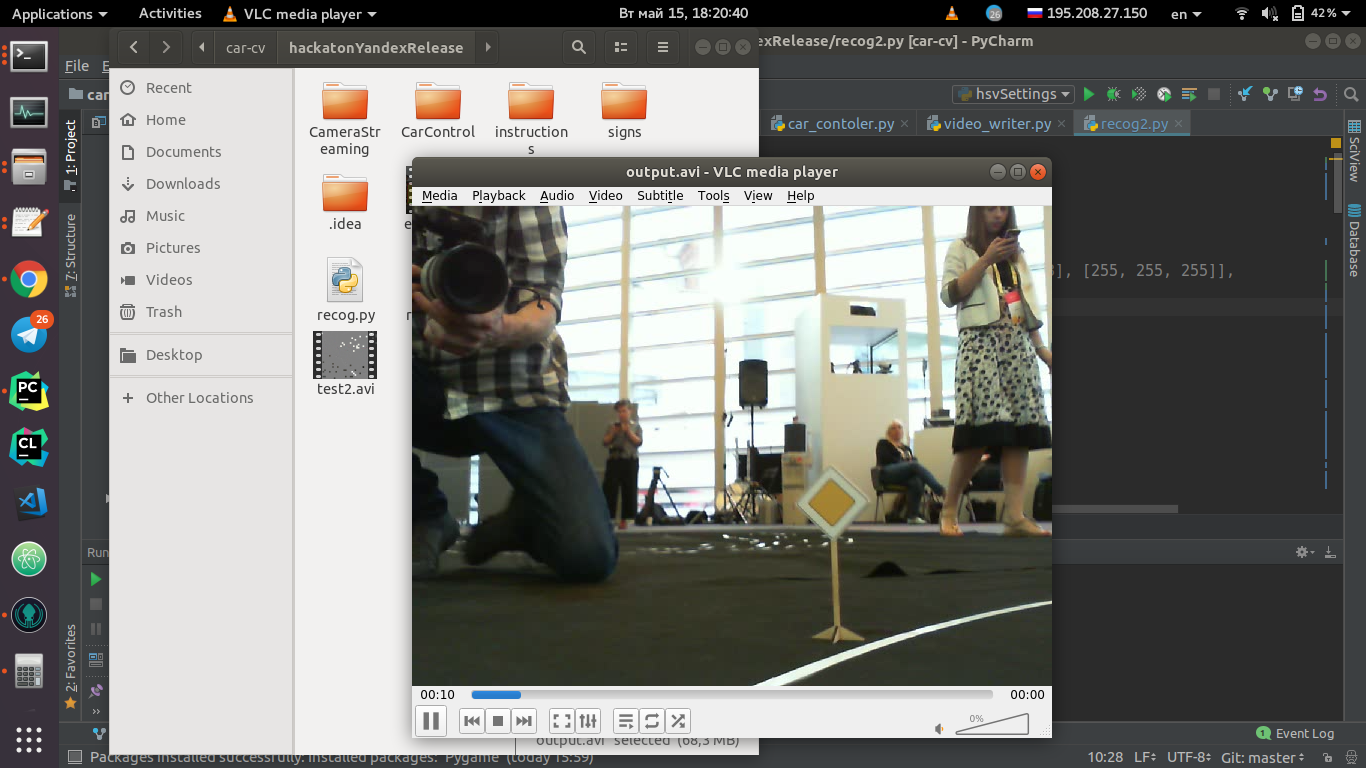 Applications
Activities
VLC media player
Вт май 15, 18:20:40
26
195.208.27.150
en
42%
car-cv
hackatonYandexRelease
exRelease/recog2.py [car-cv] - PyCharm
File
hsvSettings
car_contoler.py
video_writer.py
recog2.py
Recent
Home
Documents
Downloads
Music
Pictures
Videos
Trash
Desktop
Other Locations
CameraStreaming
CarControl
instructions
signs
.idea
recog.py
test2.avi
1: Project
7: Structure
2: Favorites
Run
SciView
Database
], [255, 255, 255]],
output.avi - VLC media player
Media Playback Audio Video Subtitle Tools View Help
26
PC
CL
00:10
00:00
0%
output.avi selected (68,3 MB)
1 Event Log
Packages installed successfully: Installed packages: 'Pygame' (today 15:59)
10:28 LF UTF-8 Git: master